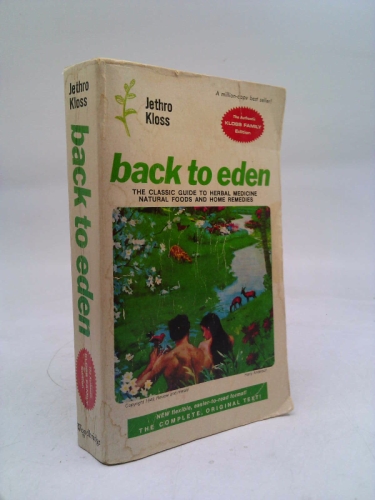 Jethro
Kloss
back to eden
A million-copy best seller!
Jethro
Kloss
The Authentic
KLOSS FAMILY
Edition
back to eden
THE CLASSIC GUIDE TO HERBAL MEDICINE
NATURAL FOODS AND HOME REMEDIES
NEW flexible, easier-to-read format!
THE COMPLETE, ORIGINAL TEXT!